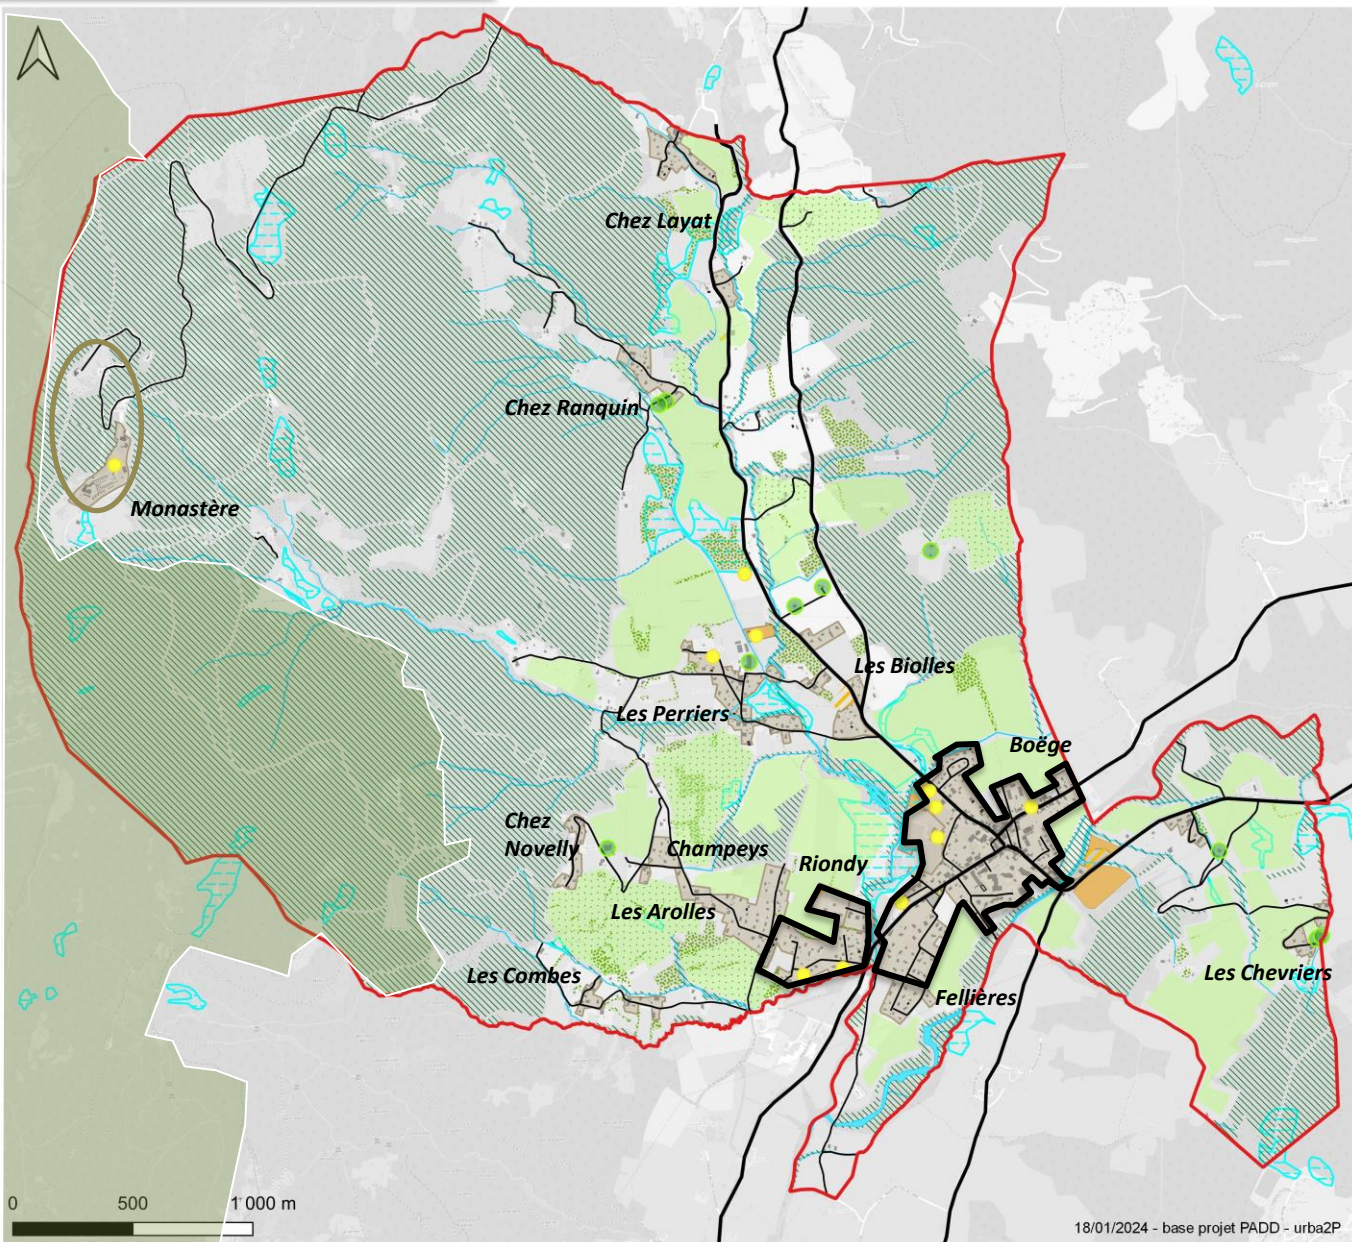 Chez Layat
Chez Ranquin
Monastère
Les Biolles
Les Perriers
Boëge
Chez
Novelly
Champeys
Riondy
Les Arolles
Les Combes
Les Chevriers
Fellières
0 500 1 000 m
18/01/2024 - base projet PADD - urba2P